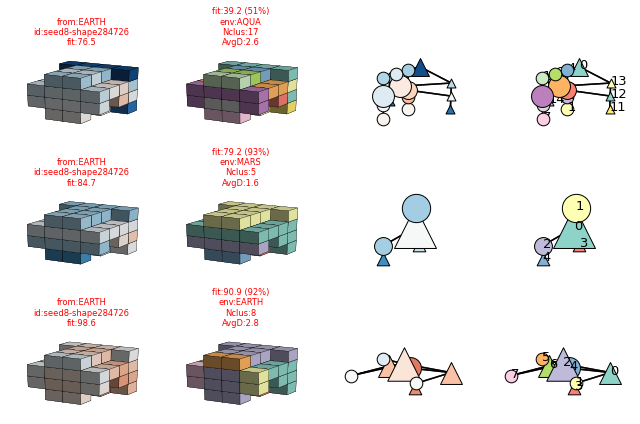 from:EARTH
id:seed8-shape284726
fit:76.5
fit:39.2 (51%)
env:AQUA
Nclus:17
AvgD:2.6
0
13
12
11
1
from:EARTH
id:seed8-shape284726
fit:84.7
fit:79.2 (93%)
env:MARS
Nclus:5
AvgD:1.6
1
0
2
3
4
from:EARTH
id:seed8-shape284726
fit:98.6
fit:90.9 (92%)
env:EARTH
Nclus:8
AvgD:2.8
5
6
2
4
0
7
3